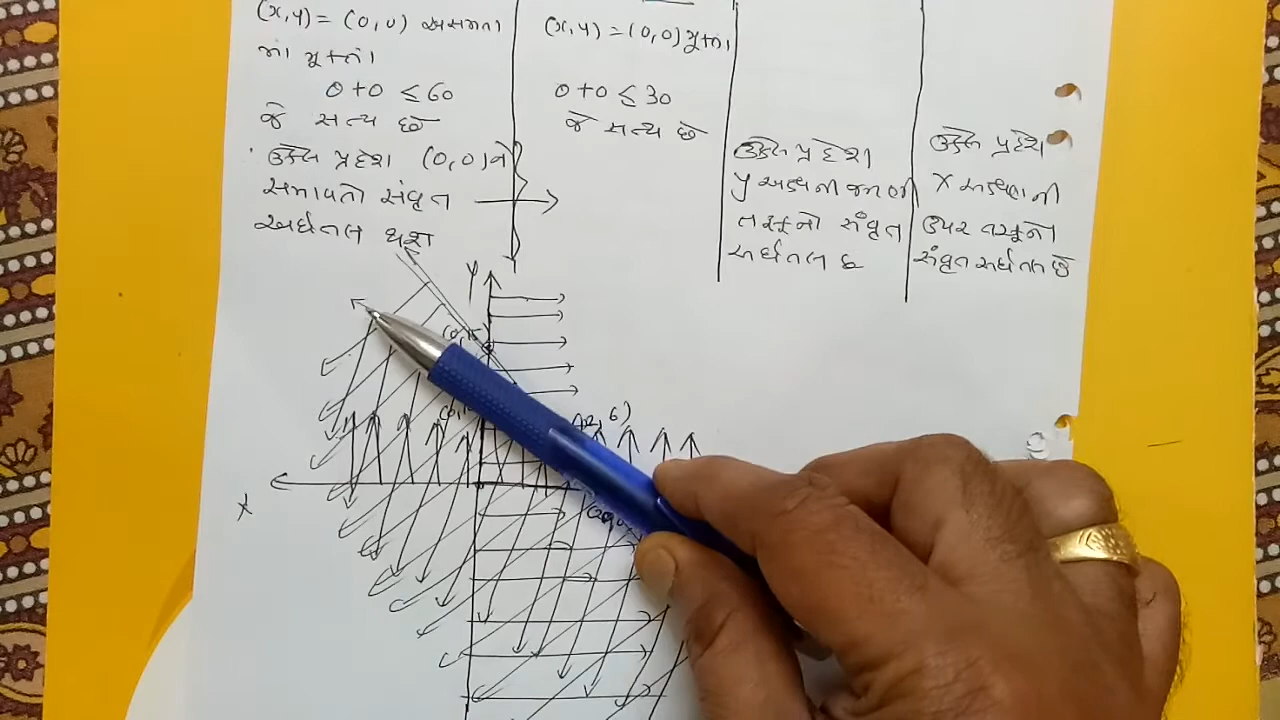 (x,y) = (0,0) અસમતા
માં મૂકતાં
0+0 ≤ 60
જે સત્ય છે
ઉકેલ પ્રદેશ (0,0) ને
સમાવતો સંવૃત
અર્ધતલ થશે
(x,y) = (0,0) મૂકતાં
0+0 ≤ 30
જે સત્ય છે
ઉકેલ પ્રદેશ
y અક્ષની જમણી
તરફનો સંવૃત
અર્ધતલ છે
ઉકેલ પ્રદેશ
X અક્ષની
ઉપર તરફનો
સંવૃત અર્ધતલ છે
Y
(0,15)
X